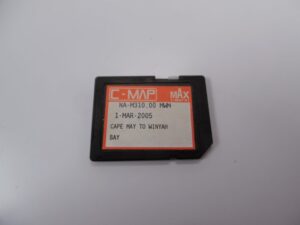 C-MAP
MAX
NA-M310.00 MWM
1-MAR-2005
CAPE MAY TO WINYAH
BAY